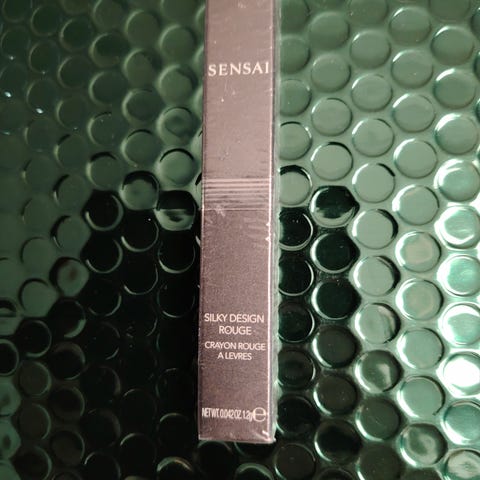 SENSAI
SILKY DESIGN
ROUGE
CRAYON ROUGE
A LEVRES
NET WT. 0.042 OZ. 1.2g ℮